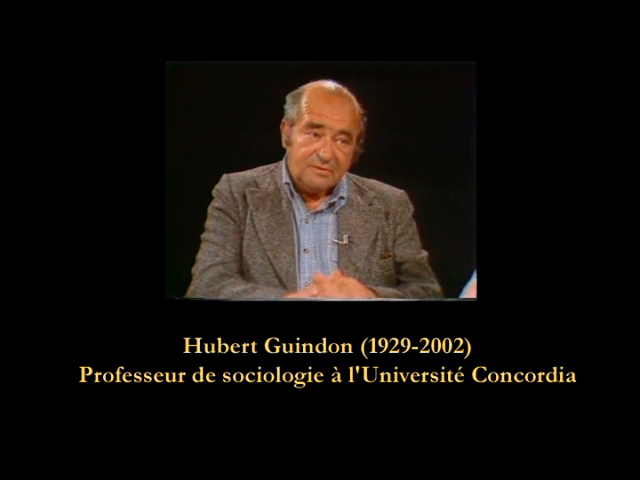 Hubert Guindon (1929-2002)
Professeur de sociologie à l'Université Concordia